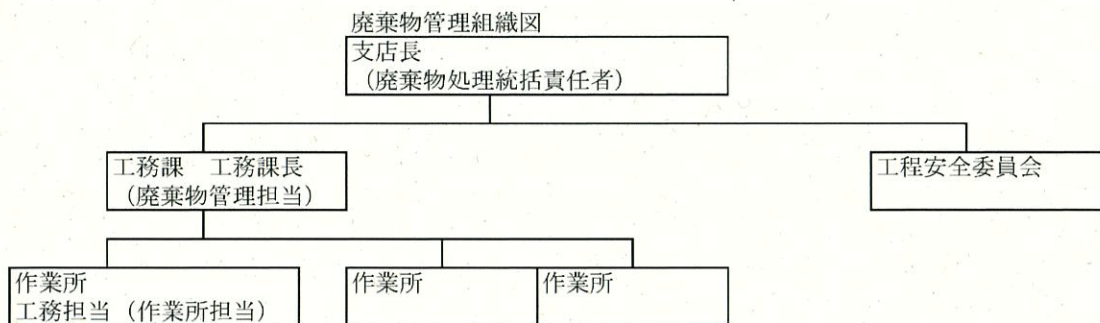 廃棄物管理組織図
支店長
（廃棄物処理統括責任者）
工務課　工務課長
（廃棄物管理担当）
工程安全委員会
作業所
工務担当（作業所担当）
作業所
作業所